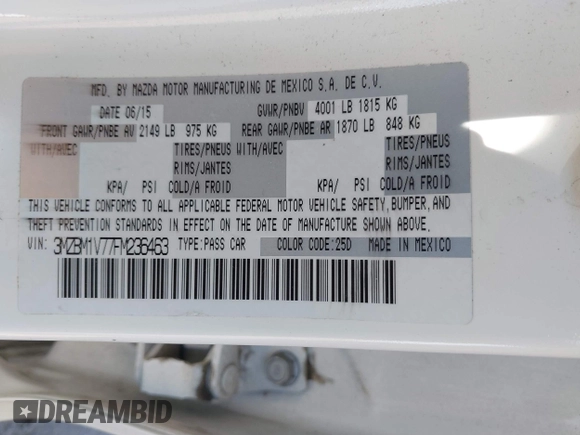 MFD. BY MAZDA MOTOR MANUFACTURING DE MEXICO S.A. DE C.V.
DATE 06/15 GVWR/PNBV 4001 LB 1815 KG
FRONT GAWR/PNBE AV 2149 LB 975 KG REAR GAWR/PNBE AR 1870 LB 848 KG
WITH/AVEC TIRES/PNEUS WITH/AVEC TIRES/PNEUS
RIMS/JANTES RIMS/JANTES
KPA/ PSI COLD/A FROID KPA/ PSI COLD/A FROID
THIS VEHICLE CONFORMS TO ALL APPLICABLE FEDERAL MOTOR VEHICLE SAFETY, BUMPER, AND
THEFT PREVENTION STANDARDS IN EFFECT ON THE DATE OF MANUFACTURE SHOWN ABOVE.
VIN: 3MZBM1V77FM236463 TYPE:PASS CAR COLOR CODE:25D MADE IN MEXICO
DREAMBID